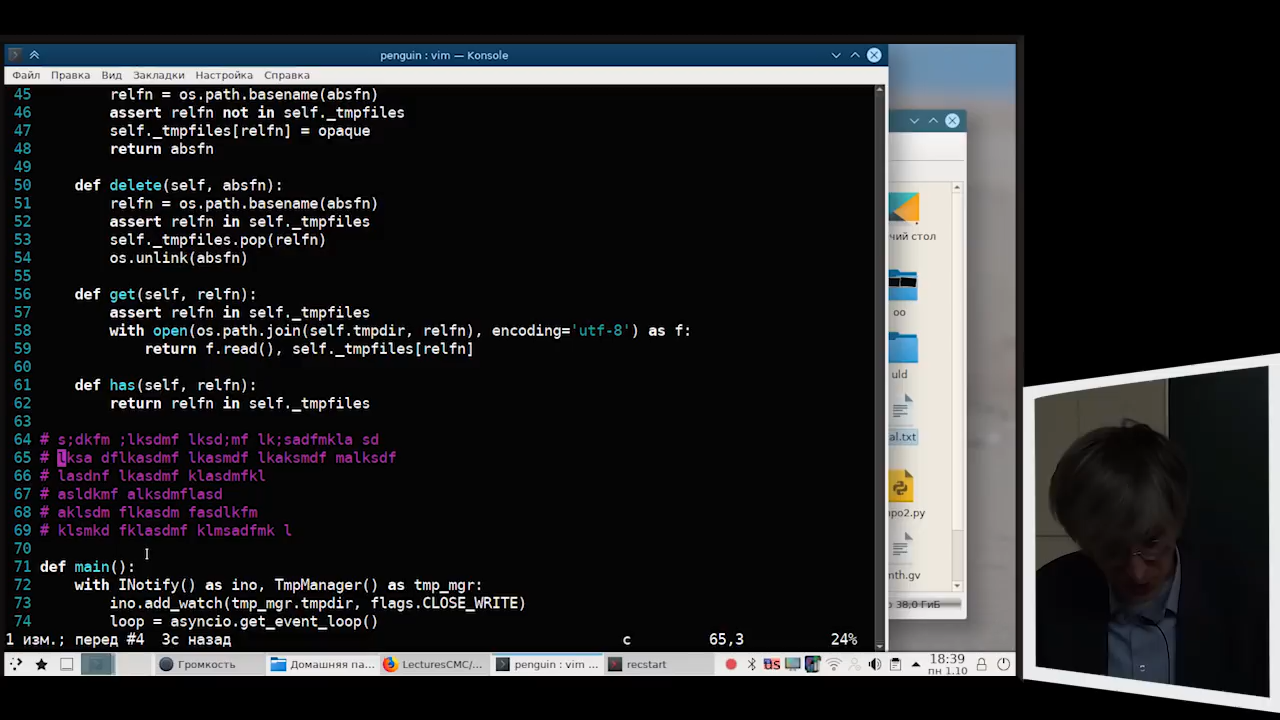 penguin : vim — Konsole
Файл Правка Вид Закладки Настройка Справка
45 relfn = os.path.basename(absfn)
46 assert relfn not in self._tmpfiles
47 self._tmpfiles[relfn] = opaque
48 return absfn
49
50 def delete(self, absfn):
51 relfn = os.path.basename(absfn)
52 assert relfn in self._tmpfiles
53 self._tmpfiles.pop(relfn)
54 os.unlink(absfn)
55
56 def get(self, relfn):
57 assert relfn in self._tmpfiles
58 with open(os.path.join(self.tmpdir, relfn), encoding='utf-8') as f:
59 return f.read(), self._tmpfiles[relfn]
60
61 def has(self, relfn):
62 return relfn in self._tmpfiles
63
64 # s;dkfm ;lksdmf lksd;mf lk;sadfmkla sd
65 # lksa dflkasdmf lkasmdf lkaksmdf malksdf
66 # lasdnf lkasdmf klasdmfkl
67 # asldkmf alksdmflasd
68 # aklsdm flkasdm fasdlkfm
69 # klsmkd fklasdmf klmsadfmk l
70
71 def main():
72 with INotify() as ino, TmpManager() as tmp_mgr:
73 ino.add_watch(tmp_mgr.tmpdir, flags.CLOSE_WRITE)
74 loop = asyncio.get_event_loop()
1 изм.; перед #4 3с назад c 65,3 24%
чий стол
oo
uld
al.txt
npo2.py
nth.gv
38,0 ГиБ
Громкость
Домашняя па...
LecturesCMC/...
penguin : vim ...
recstart
US
18:39
пн 1.10